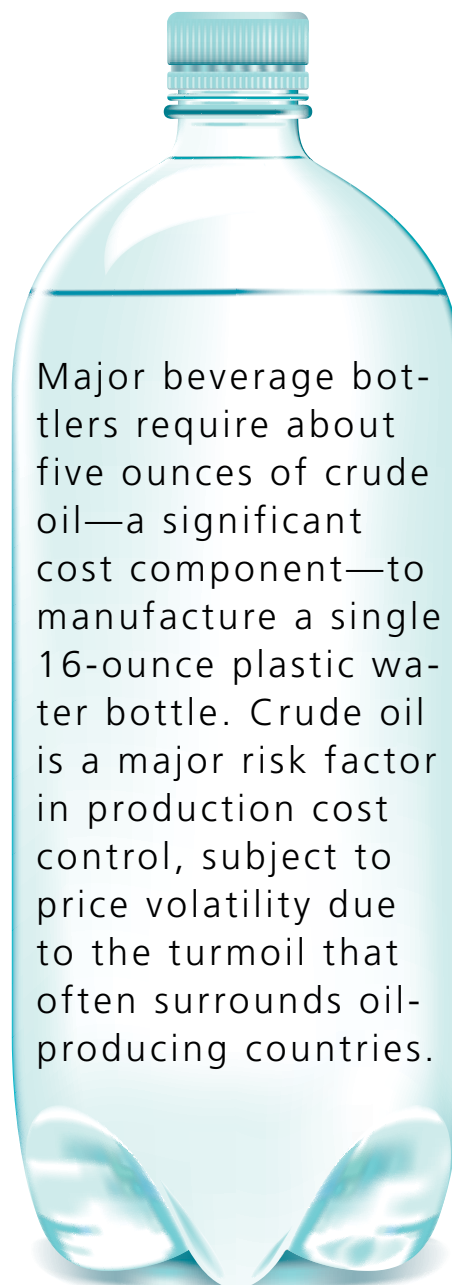 Major beverage bot-
tlers require about
five ounces of crude
oil—a significant
cost component—to
manufacture a single
16-ounce plastic wa-
ter bottle. Crude oil
is a major risk factor
in production cost
control, subject to
price volatility due
to the turmoil that
often surrounds oil-
producing countries.